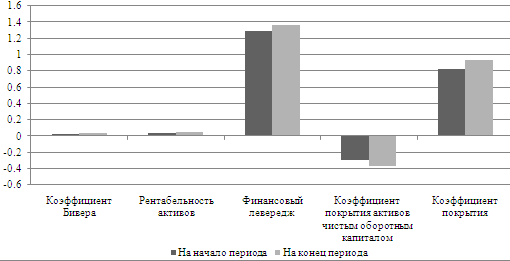 1.6
1.4
1.2
1
0.8
0.6
0.4
0.2
0
-0.2
-0.4
-0.6
Коэффициент Бивера
Рентабельность активов
Финансовый левередж
Коэффициент покрытия активов чистым оборотным капиталом
Коэффициент покрытия
На начало периода
На конец периода